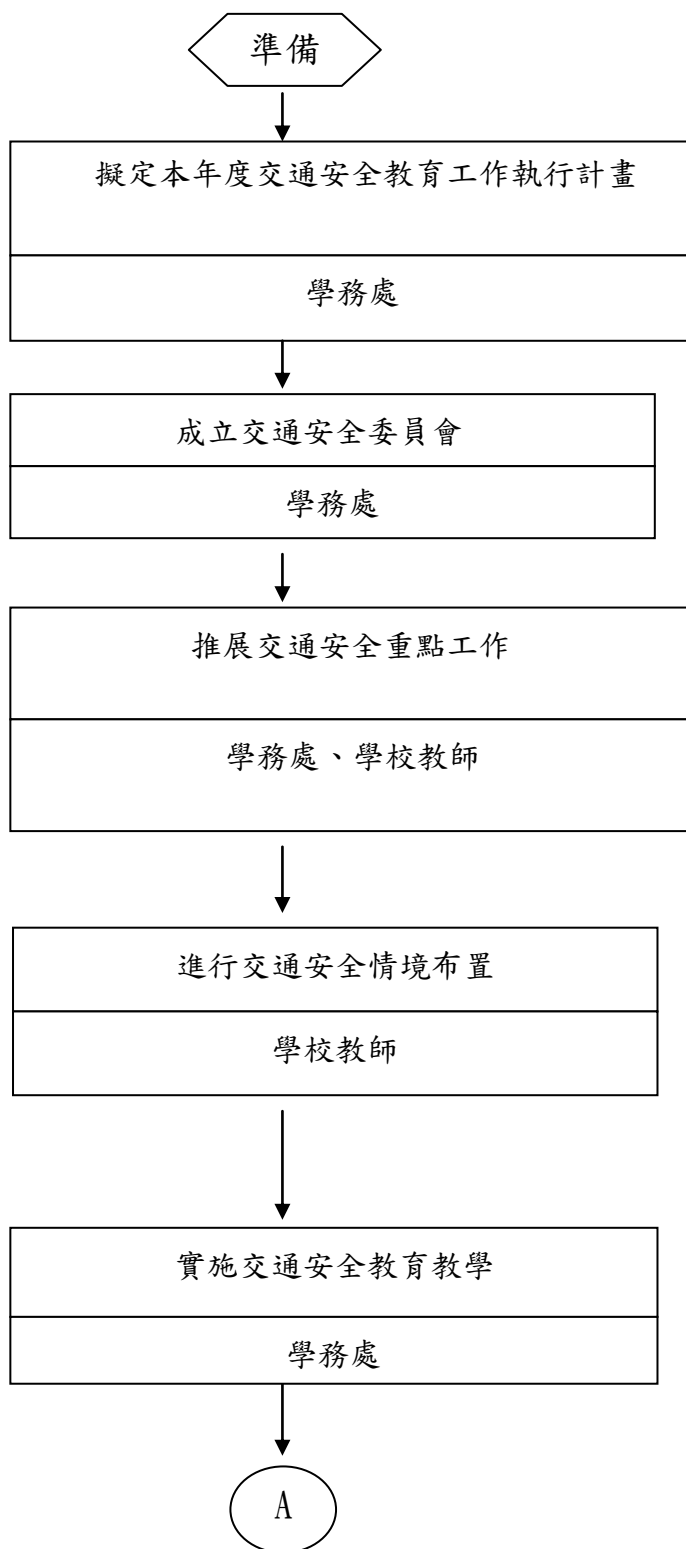 準備
擬定本年度交通安全教育工作執行計畫
學務處
成立交通安全委員會
學務處
推展交通安全重點工作
學務處、學校教師
進行交通安全情境布置
學校教師
實施交通安全教育教學
學務處
A